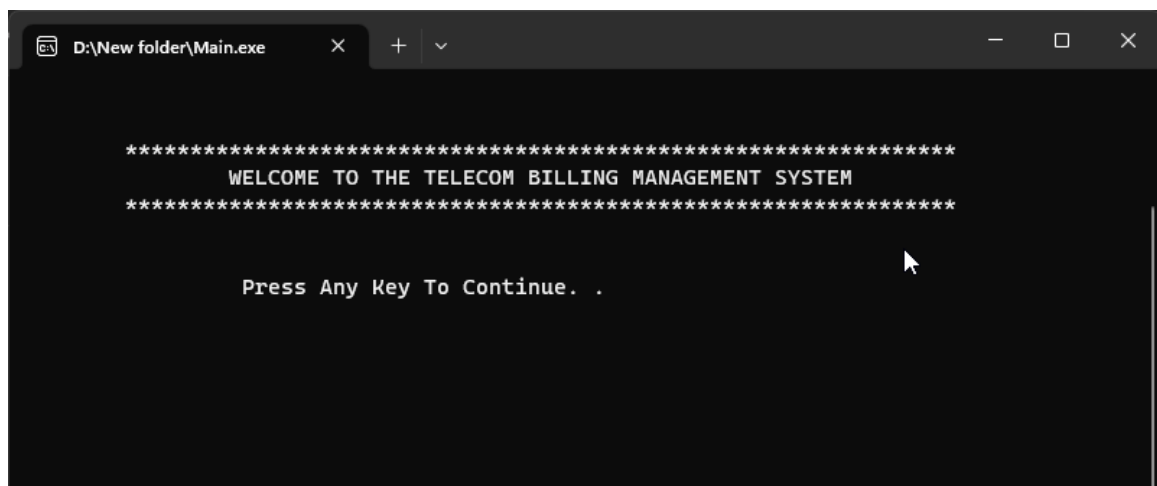 D:\New folder\Main.exe
****************************************************************
WELCOME TO THE TELECOM BILLING MANAGEMENT SYSTEM
****************************************************************
Press Any Key To Continue. .